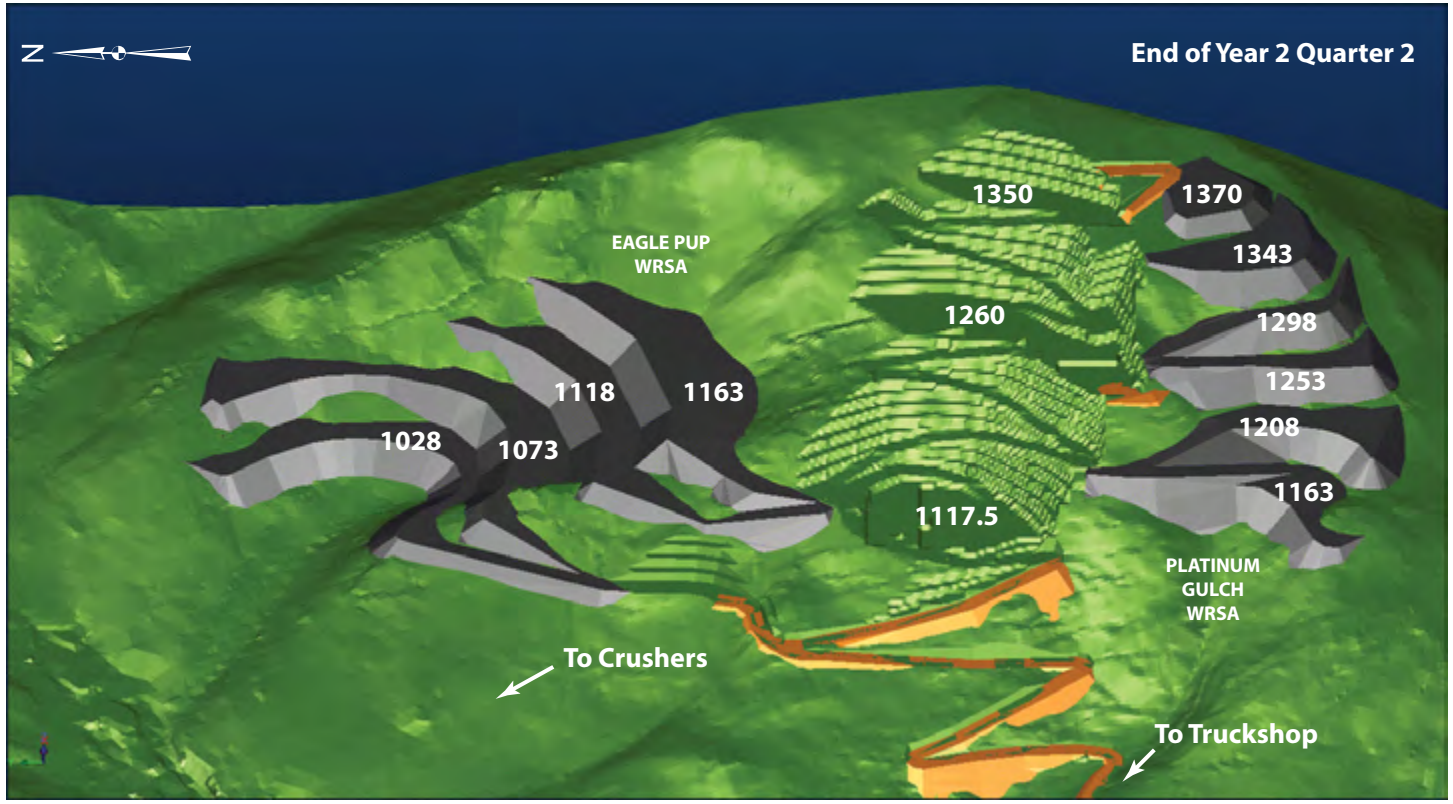 N
End of Year 2 Quarter 2
1350
1370
EAGLE PUP
WRSA
1343
1260
1298
1118
1163
1253
1028
1073
1208
1163
1117.5
PLATINUM
GULCH
WRSA
To Crushers
To Truckshop